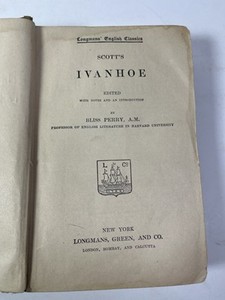 Longmans' English Classics
SCOTT'S
IVANHOE
EDITED
WITH NOTES AND AN INTRODUCTION
BY
BLISS PERRY, A.M.
PROFESSOR OF ENGLISH LITERATURE IN HARVARD UNIVERSITY
NEW YORK
LONGMANS, GREEN, AND CO.
LONDON, BOMBAY, AND CALCUTTA